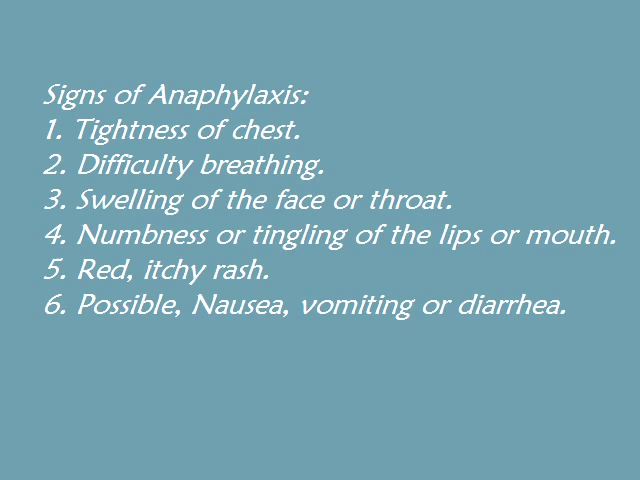 Signs of Anaphylaxis:
1. Tightness of chest.
2. Difficulty breathing.
3. Swelling of the face or throat.
4. Numbness or tingling of the lips or mouth.
5. Red, itchy rash.
6. Possible, Nausea, vomiting or diarrhea.